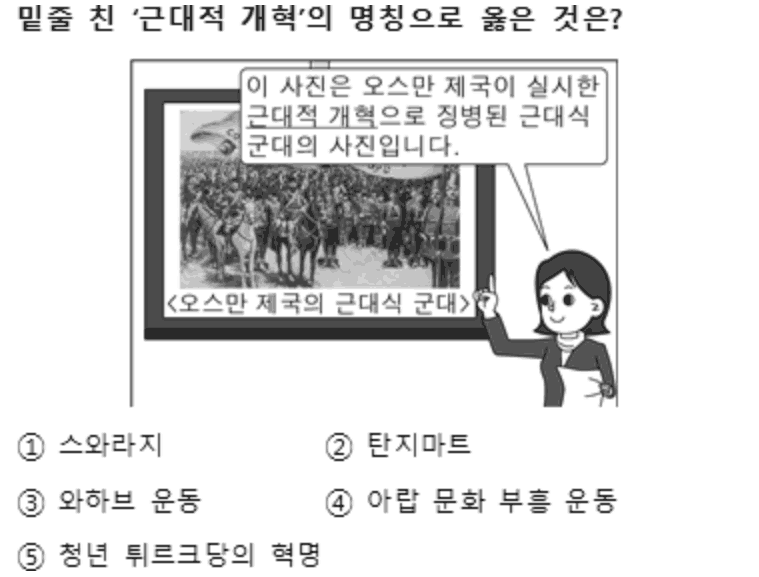 밑줄 친 ‘근대적 개혁’의 명칭으로 옳은 것은?
이 사진은 오스만 제국이 실시한
근대적 개혁으로 징병된 근대식
군대의 사진입니다.
<오스만 제국의 근대식 군대>
① 스와라지 ② 탄지마트
③ 와하브 운동 ④ 아랍 문화 부흥 운동
⑤ 청년 튀르크당의 혁명